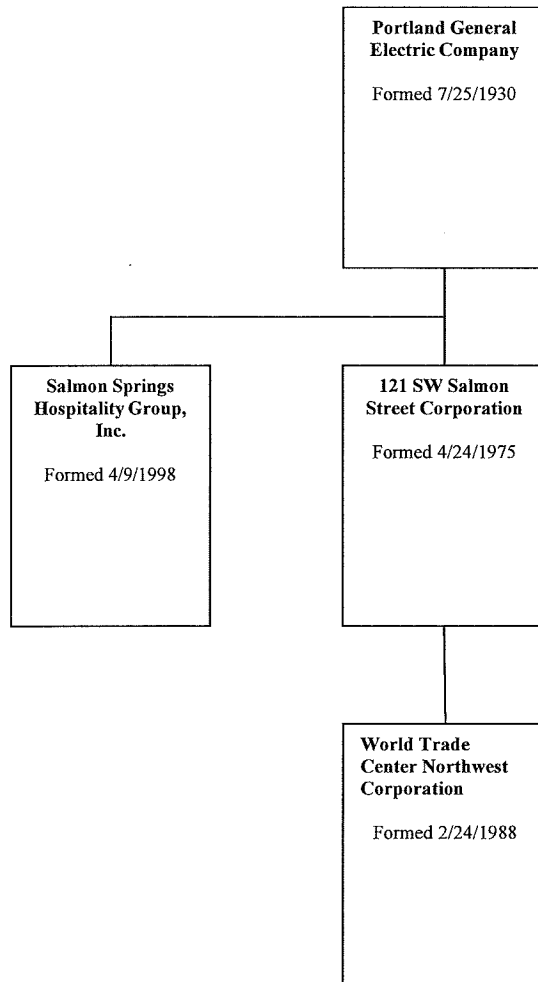 Portland General
Electric Company
Formed 7/25/1930
Salmon Springs
Hospitality Group,
Inc.
Formed 4/9/1998
121 SW Salmon
Street Corporation
Formed 4/24/1975
World Trade
Center Northwest
Corporation
Formed 2/24/1988